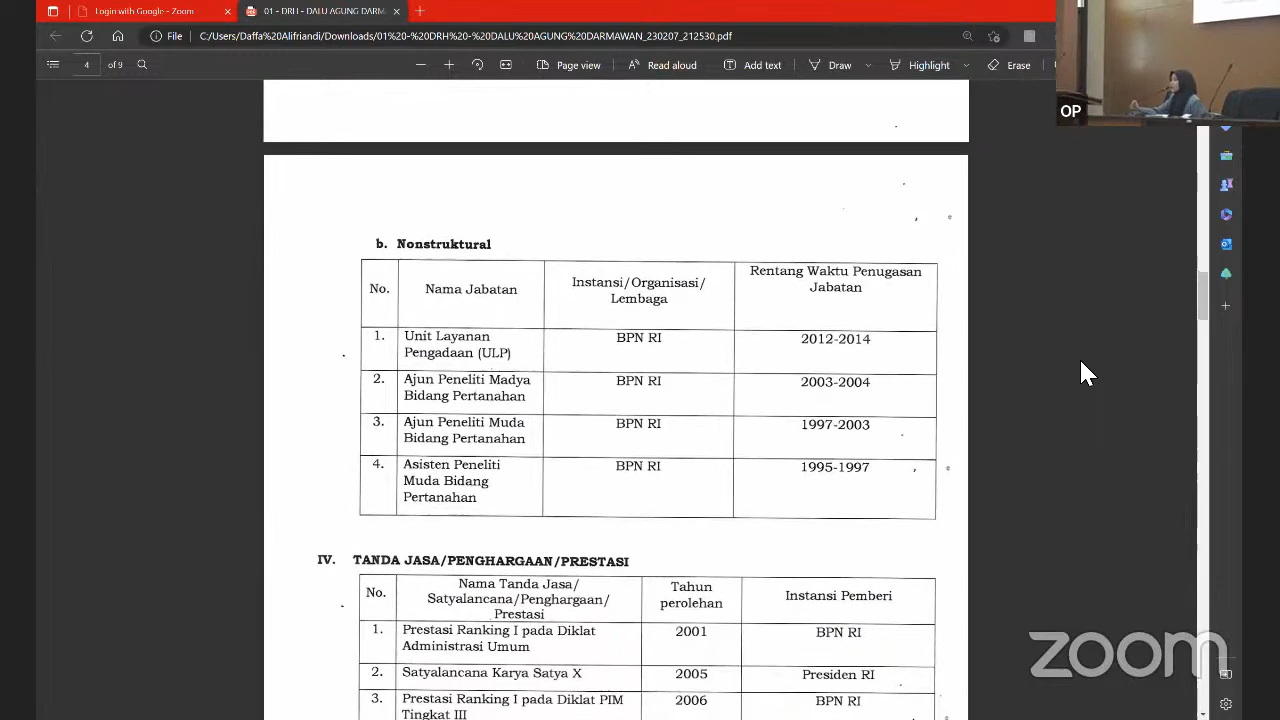 Login with Google - Zoom
01 - DRH - DALU AGUNG DARM
File
C:/Users/Daffa%20Alifriandi/Downloads/01%20-%20DRH%20-%20DALU%20AGUNG%20DARMAWAN_230207_212530.pdf
4 of 9
Page view
Read aloud
Add text
Draw
Highlight
Erase
OP
b. Nonstruktural
No.
Nama Jabatan
Instansi/Organisasi/
Lembaga
Rentang Waktu Penugasan
Jabatan
1.
Unit Layanan
Pengadaan (ULP)
BPN RI
2012-2014
2.
Ajun Peneliti Madya
Bidang Pertanahan
BPN RI
2003-2004
3.
Ajun Peneliti Muda
Bidang Pertanahan
BPN RI
1997-2003
4.
Asisten Peneliti
Muda Bidang
Pertanahan
BPN RI
1995-1997
IV. TANDA JASA/PENGHARGAAN/PRESTASI
No.
Nama Tanda Jasa/
Satyalancana/Penghargaan/
Prestasi
Tahun
perolehan
Instansi Pemberi
1.
Prestasi Ranking I pada Diklat
Administrasi Umum
2001
BPN RI
2.
Satyalancana Karya Satya X
2005
Presiden RI
3.
Prestasi Ranking I pada Diklat PIM
Tingkat III
2006
BPN RI
zoom